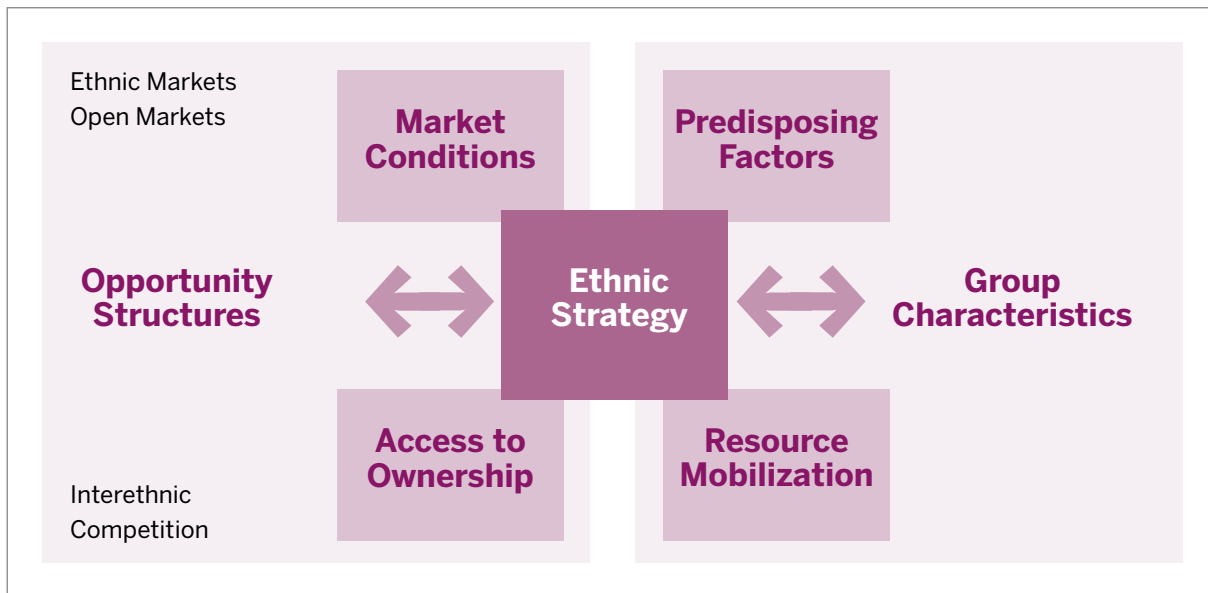 Ethnic Markets
Open Markets
Market
Conditions
Predisposing
Factors
Opportunity
Structures
Ethnic
Strategy
Group
Characteristics
Access to
Ownership
Resource
Mobilization
Interethnic
Competition